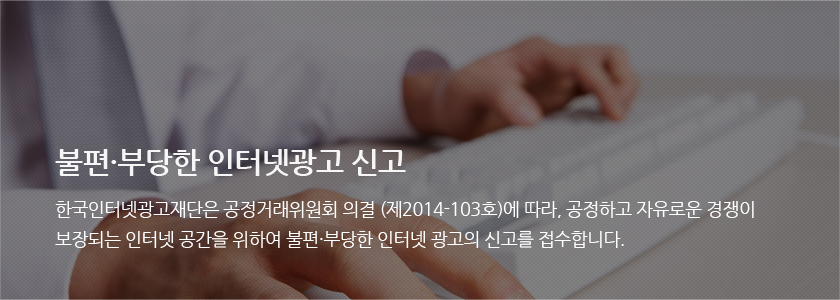 불편·부당한 인터넷광고 신고
한국인터넷광고재단은 공정거래위원회 의결 (제2014-103호)에 따라, 공정하고 자유로운 경쟁이
보장되는 인터넷 공간을 위하여 불편·부당한 인터넷 광고의 신고를 접수합니다.